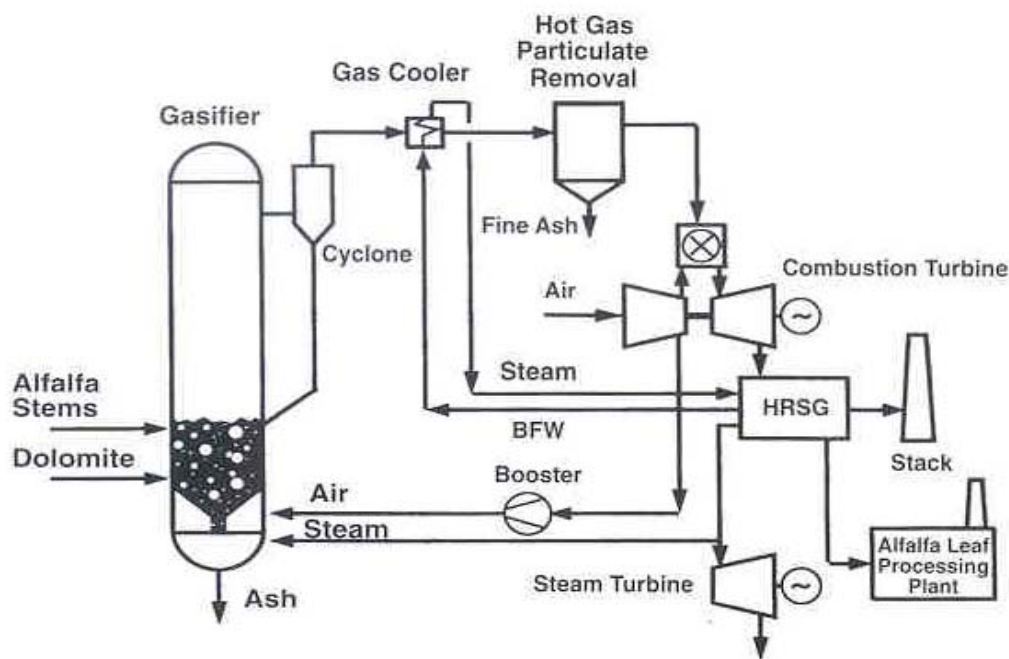 Hot Gas
Particulate
Removal
Gas Cooler
Gasifier
Cyclone
Fine Ash
Combustion Turbine
Air
Alfalfa
Stems
Steam
HRSG
BFW
Dolomite
Stack
Booster
Air
Steam
Alfalfa Leaf
Processing
Plant
Steam Turbine
Ash